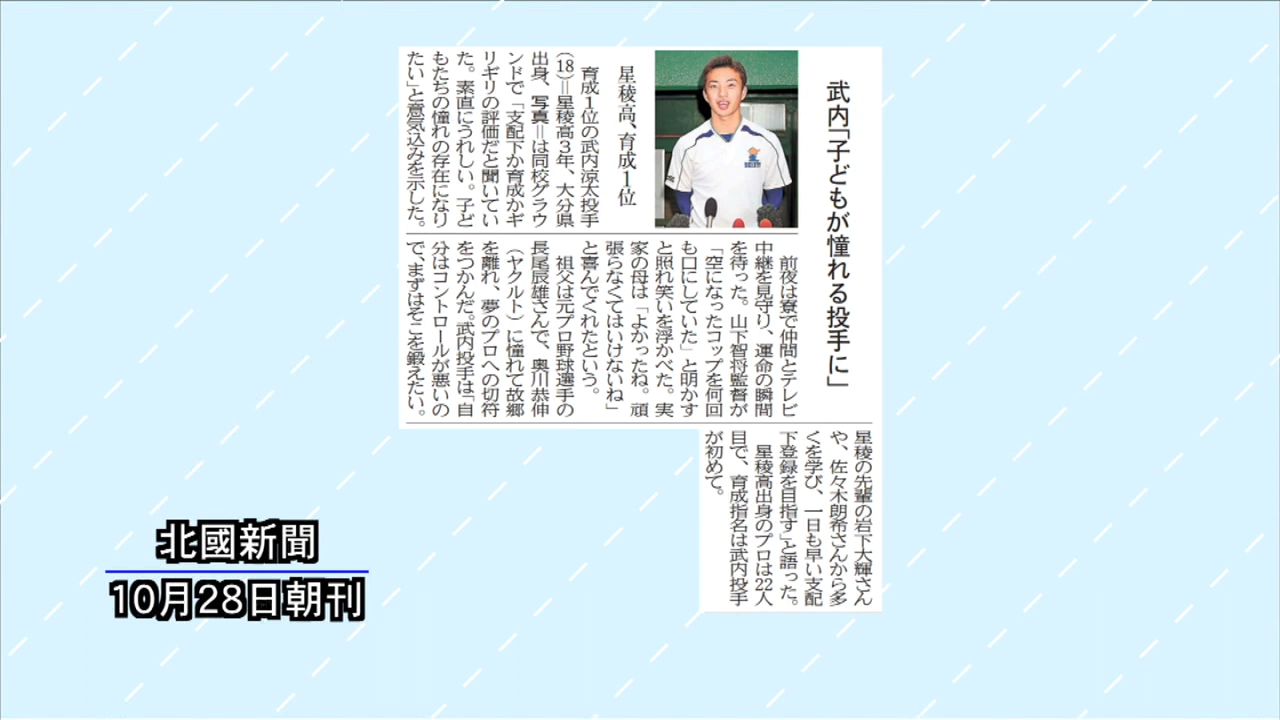 武内「子どもが憧れる投手に」
星稜高、育成1位
育成1位の武内涼太投手
(18)＝星稜高3年、大分県
出身、写真＝は同校グラウ
ンドで「支配下か育成かギ
リギリの評価だと聞いてい
た。素直にうれしい。子ど
もたちの憧れの存在になり
たい」と意気込みを示した。
前夜は寮で仲間とテレビ
中継を見守り、運命の瞬間
を待った。山下智将監督が
「空になったコップを何回
も口にしていた」と明かす
と照れ笑いを浮かべた。実
家の母は「よかったね。頑
張らなくてはいけないね」
と喜んでくれたという。
祖父は元プロ野球選手の
長尾辰雄さんで、奥川恭伸
（ヤクルト）に憧れて故郷
を離れ、夢のプロへの切符
をつかんだ。武内投手は「自
分はコントロールが悪いの
で、まずはそこを鍛えたい。
星稜の先輩の岩下大輝さん
や、佐々木朗希さんから多
くを学び、一日も早い支配
下登録を目指す」と語った。
星稜高出身のプロは22人
目で、育成指名は武内投手
が初めて。
北國新聞
10月28日朝刊